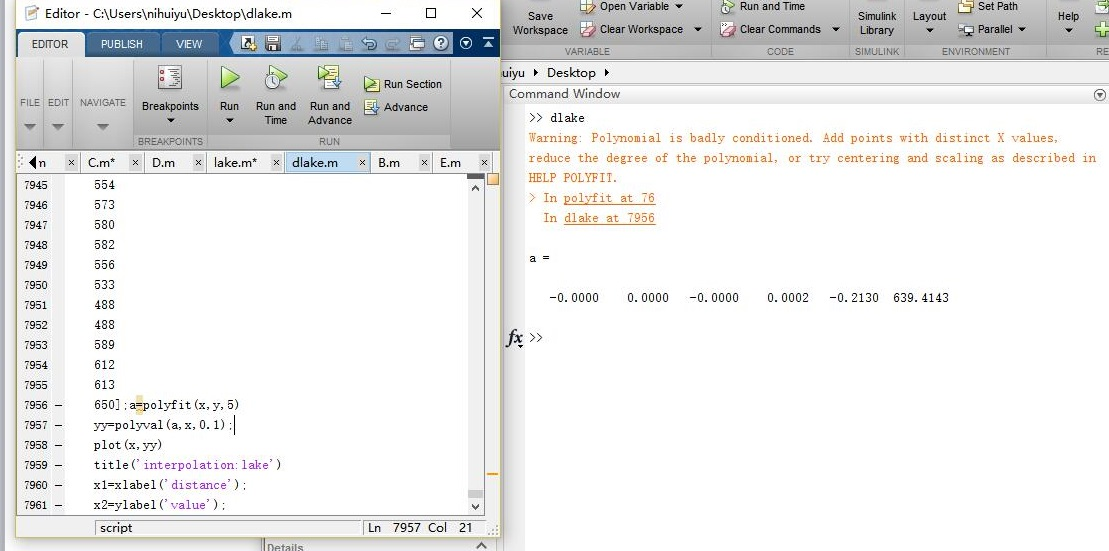 Editor - C:\Users\nihuiyu\Desktop\dlake.m
EDITOR PUBLISH VIEW
FILE EDIT NAVIGATE Breakpoints Run Run and Time Run and Advance Run Section Advance
BREAKPOINTS RUN
n C.m* D.m lake.m* dlake.m B.m E.m
7945 554
7946 573
7947 580
7948 582
7949 556
7950 533
7951 488
7952 488
7953 589
7954 612
7955 613
7956 – 650];a=polyfit(x,y,5)
7957 – yy=polyval(a,x,0.1);
7958 – plot(x,yy)
7959 – title('interpolation:lake')
7960 – x1=xlabel('distance');
7961 – x2=ylabel('value');
script Ln 7957 Col 21
Details
Save Workspace Open Variable Clear Workspace Run and Time Clear Commands Simulink Library Layout Set Path Parallel Help
VARIABLE CODE SIMULINK ENVIRONMENT RE
uiyu Desktop
Command Window
>> dlake
Warning: Polynomial is badly conditioned. Add points with distinct X values,
reduce the degree of the polynomial, or try centering and scaling as described in
HELP POLYFIT.
> In polyfit at 76
In dlake at 7956
a =
-0.0000 0.0000 -0.0000 0.0002 -0.2130 639.4143
fx >>